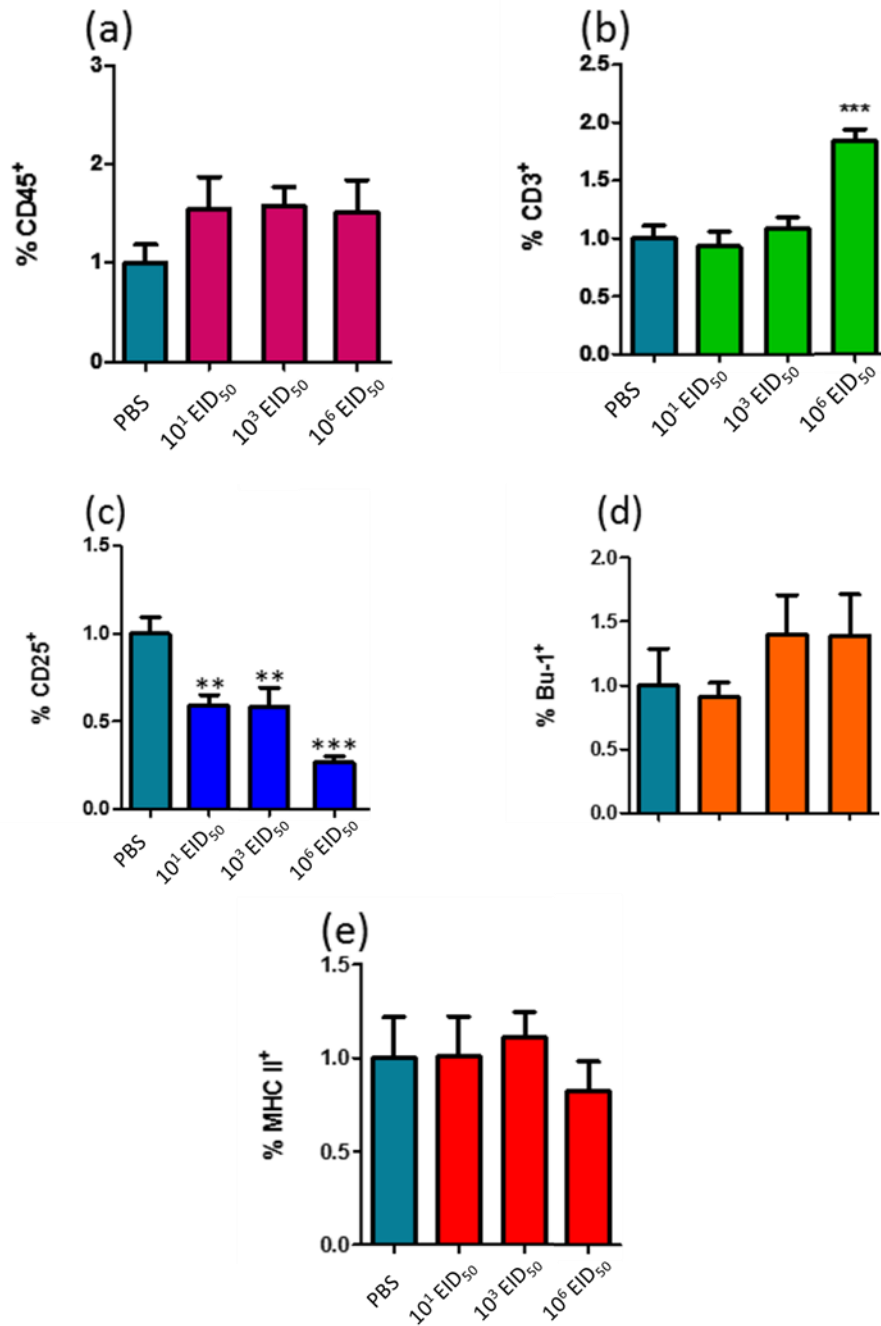 (a)
% CD45⁺
3
2
1
0
PBS
10¹ EID₅₀
10³ EID₅₀
10⁶ EID₅₀
(b)
% CD3⁺
2.5
2.0
1.5
1.0
0.5
0.0
***
PBS
10¹ EID₅₀
10³ EID₅₀
10⁶ EID₅₀
(c)
% CD25⁺
1.5
1.0
0.5
0.0
**
**
***
PBS
10¹ EID₅₀
10³ EID₅₀
10⁶ EID₅₀
(d)
% Bu-1⁺
2.0
1.5
1.0
0.5
0.0
(e)
% MHC II⁺
1.5
1.0
0.5
0.0
PBS
10¹ EID₅₀
10³ EID₅₀
10⁶ EID₅₀